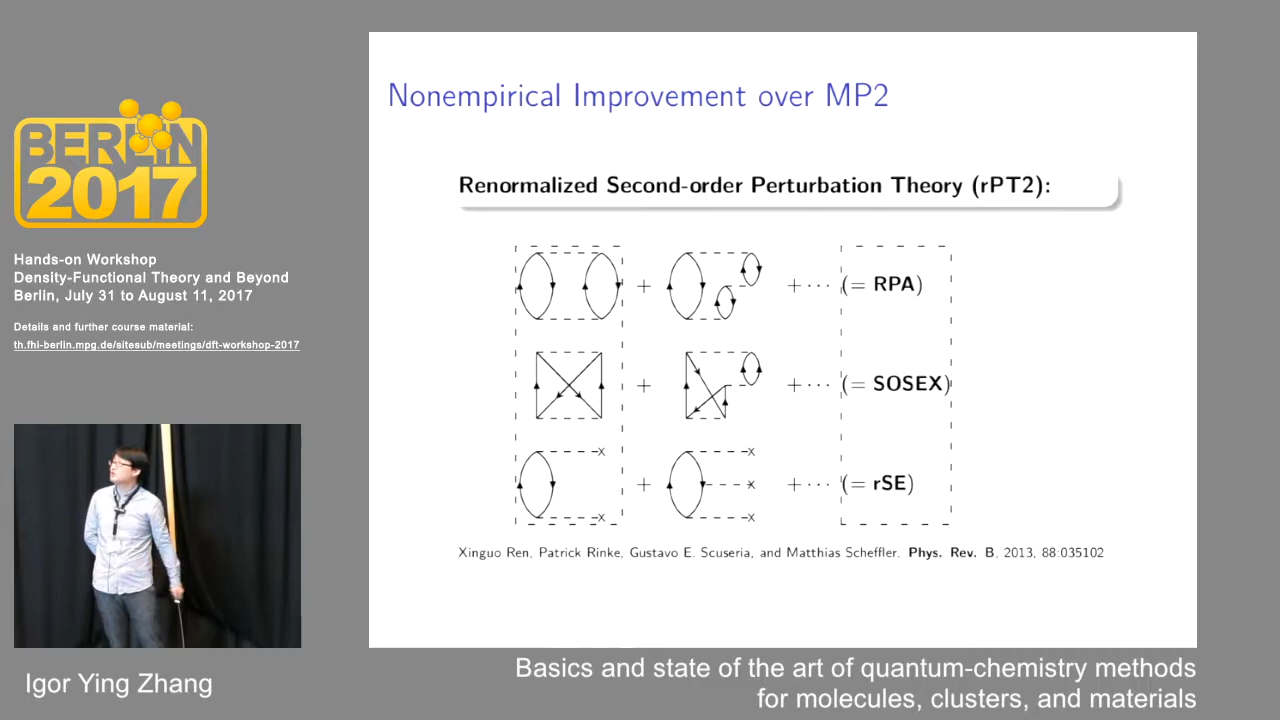 BERLIN
2017
Hands-on Workshop
Density-Functional Theory and Beyond
Berlin, July 31 to August 11, 2017
Details and further course material:
th.fhi-berlin.mpg.de/sitesub/meetings/dft-workshop-2017
Igor Ying Zhang
Nonempirical Improvement over MP2
Renormalized Second-order Perturbation Theory (rPT2):
+ + ··· (= RPA)
+ + ··· (= SOSEX)
x x
+ x + ··· (= rSE)
x x
Xinguo Ren, Patrick Rinke, Gustavo E. Scuseria, and Matthias Scheffler. Phys. Rev. B, 2013, 88:035102
Basics and state of the art of quantum-chemistry methods
for molecules, clusters, and materials